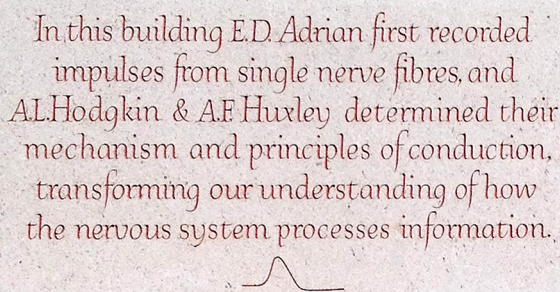 In this building E.D. Adrian first recorded
impulses from single nerve fibres, and
A.L.Hodgkin & A.F. Huxley determined their
mechanism and principles of conduction,
transforming our understanding of how
the nervous system processes information.